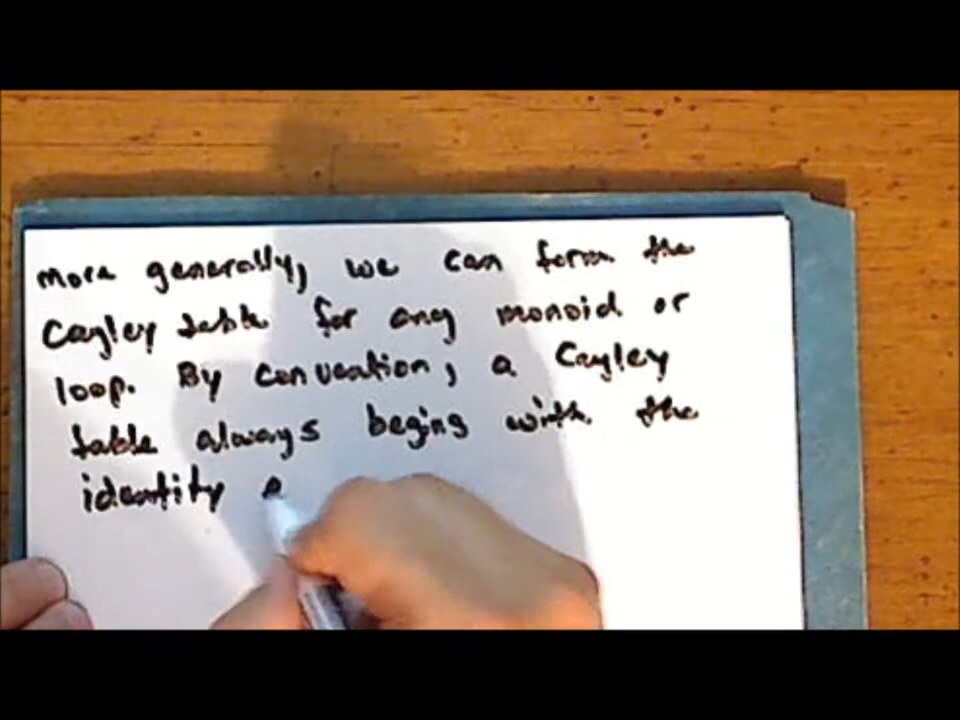 more generally, we can form the
Cayley table for any monoid or
loop. By convention, a Cayley
table always begins with the
identity e